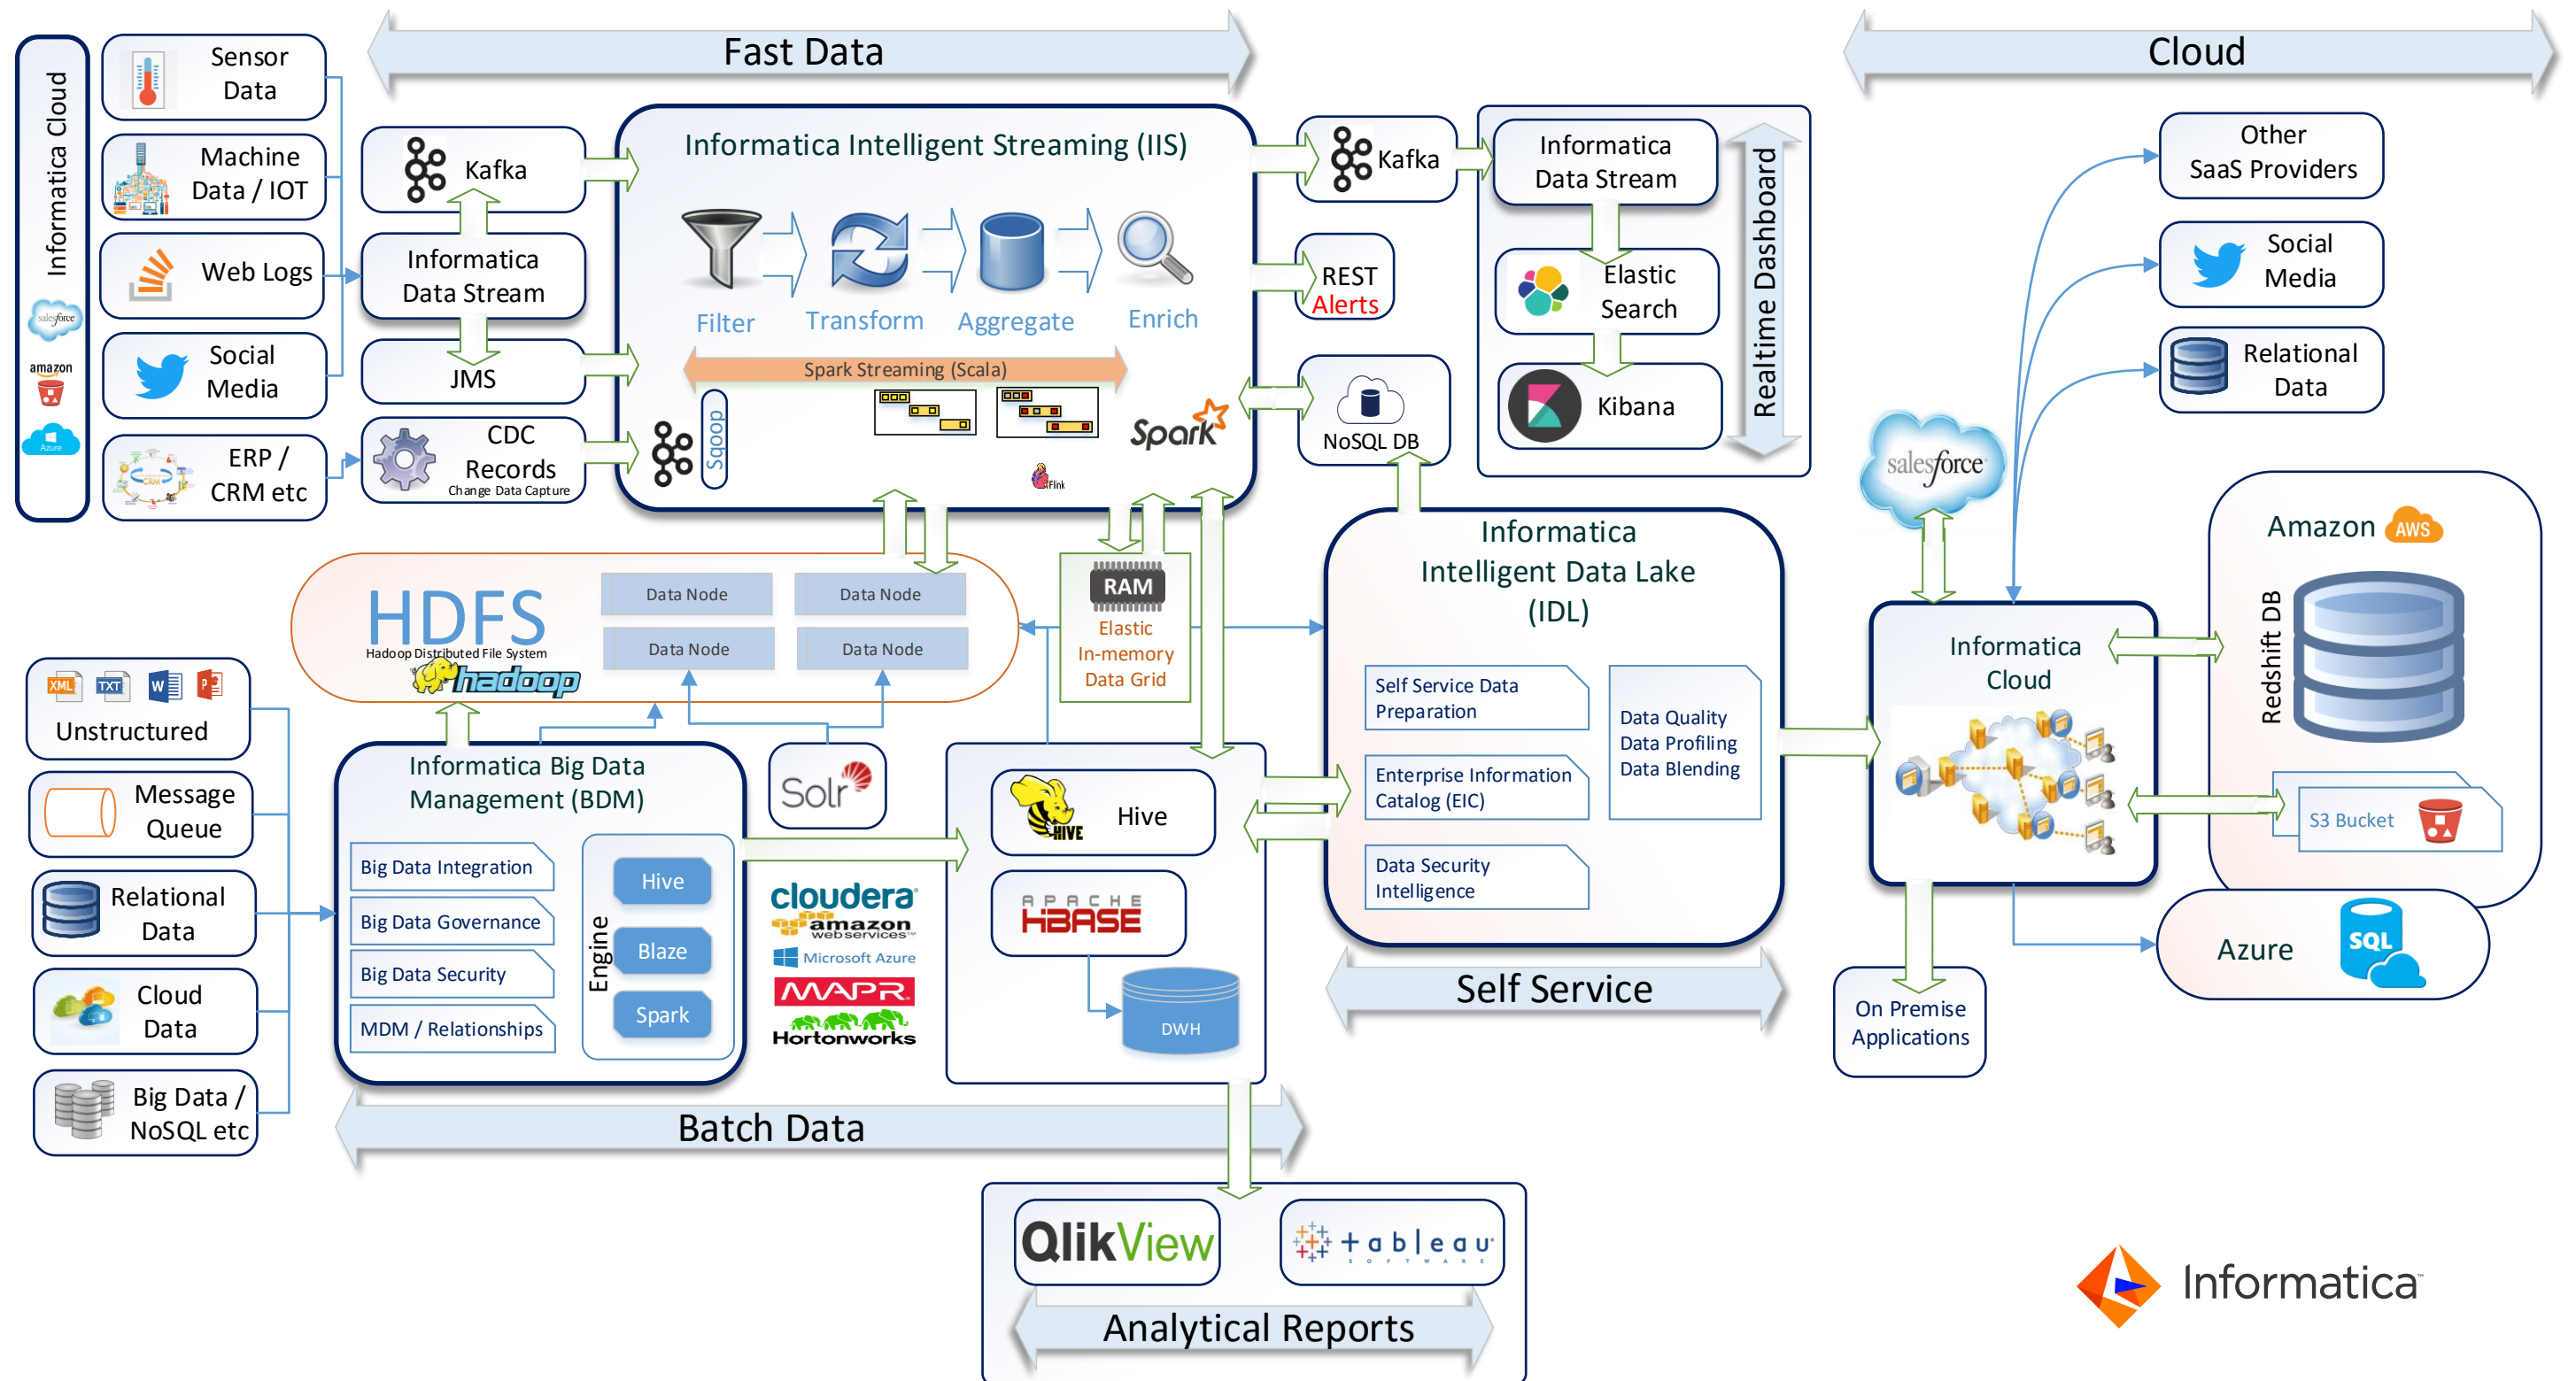 Fast Data
Cloud
Informatica Cloud
salesforce
amazon
Azure
Sensor
Data
Machine
Data / IOT
Web Logs
Social
Media
ERP /
CRM etc
CRM
Kafka
Informatica
Data Stream
JMS
CDC
Records
Change Data Capture
Informatica Intelligent Streaming (IIS)
Filter
Transform
Aggregate
Enrich
Spark Streaming (Scala)
Sqoop
Spark
Flink
Kafka
REST
Alerts
NoSQL DB
Informatica
Data Stream
Elastic
Search
Kibana
Realtime Dashboard
Other
SaaS Providers
Social
Media
Relational
Data
salesforce
HDFS
Hadoop Distributed File System
hadoop
Data Node
Data Node
Data Node
Data Node
RAM
Elastic
In-memory
Data Grid
Informatica
Intelligent Data Lake
(IDL)
Self Service Data
Preparation
Enterprise Information
Catalog (EIC)
Data Security
Intelligence
Data Quality
Data Profiling
Data Blending
Self Service
Informatica
Cloud
Amazon
AWS
Redshift DB
S3 Bucket
Azure
SQL
On Premise
Applications
XML
TXT
W
P
Unstructured
Message
Queue
Relational
Data
Cloud
Data
Big Data /
NoSQL etc
Informatica Big Data
Management (BDM)
Big Data Integration
Big Data Governance
Big Data Security
MDM / Relationships
Engine
Hive
Blaze
Spark
Solr
cloudera
amazon
webservices™
Microsoft Azure
MAPR.
Hortonworks
HIVE
Hive
APACHE
HBASE
DWH
Batch Data
QlikView
+ableau
SOFTWARE
Analytical Reports
Informatica™